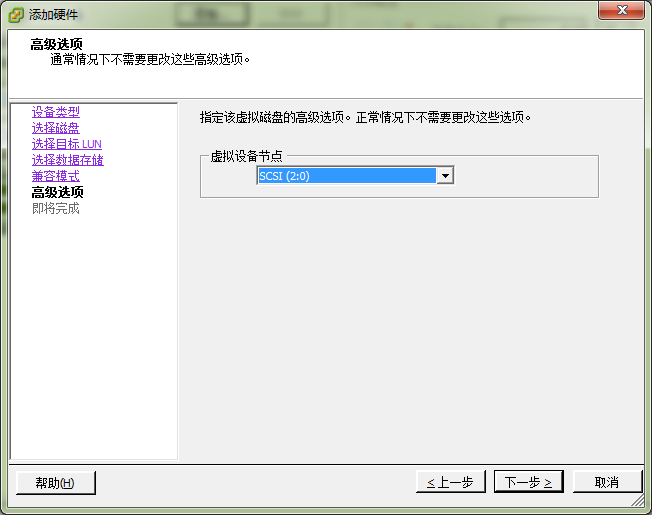 添加硬件
高级选项
通常情况下不需要更改这些高级选项。
设备类型
选择磁盘
选择目标 LUN
选择数据存储
兼容模式
高级选项
即将完成
指定该虚拟磁盘的高级选项。正常情况下不需要更改这些选项。
虚拟设备节点
SCSI (2:0)
帮助(H)
< 上一步
下一步 >
取消